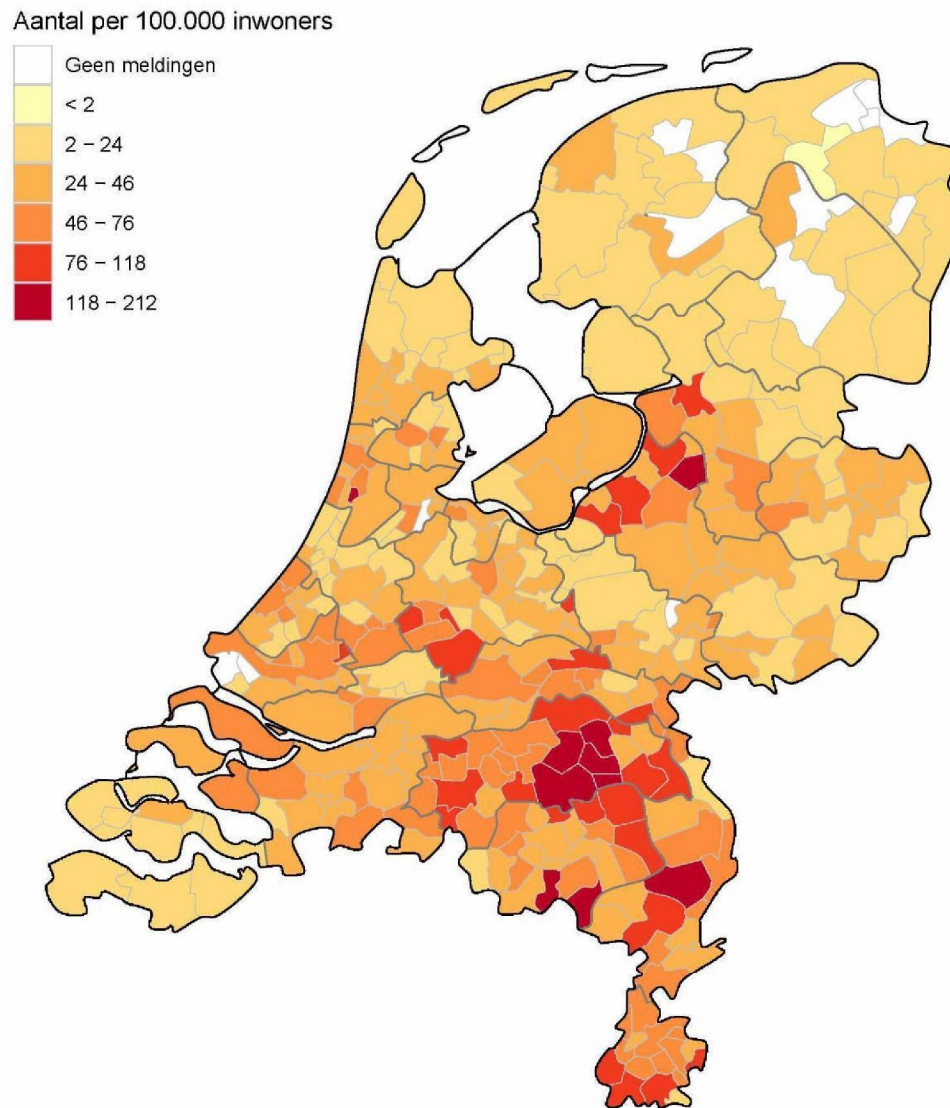 Aantal per 100.000 inwoners
Geen meldingen
< 2
2 – 24
24 – 46
46 – 76
76 – 118
118 – 212